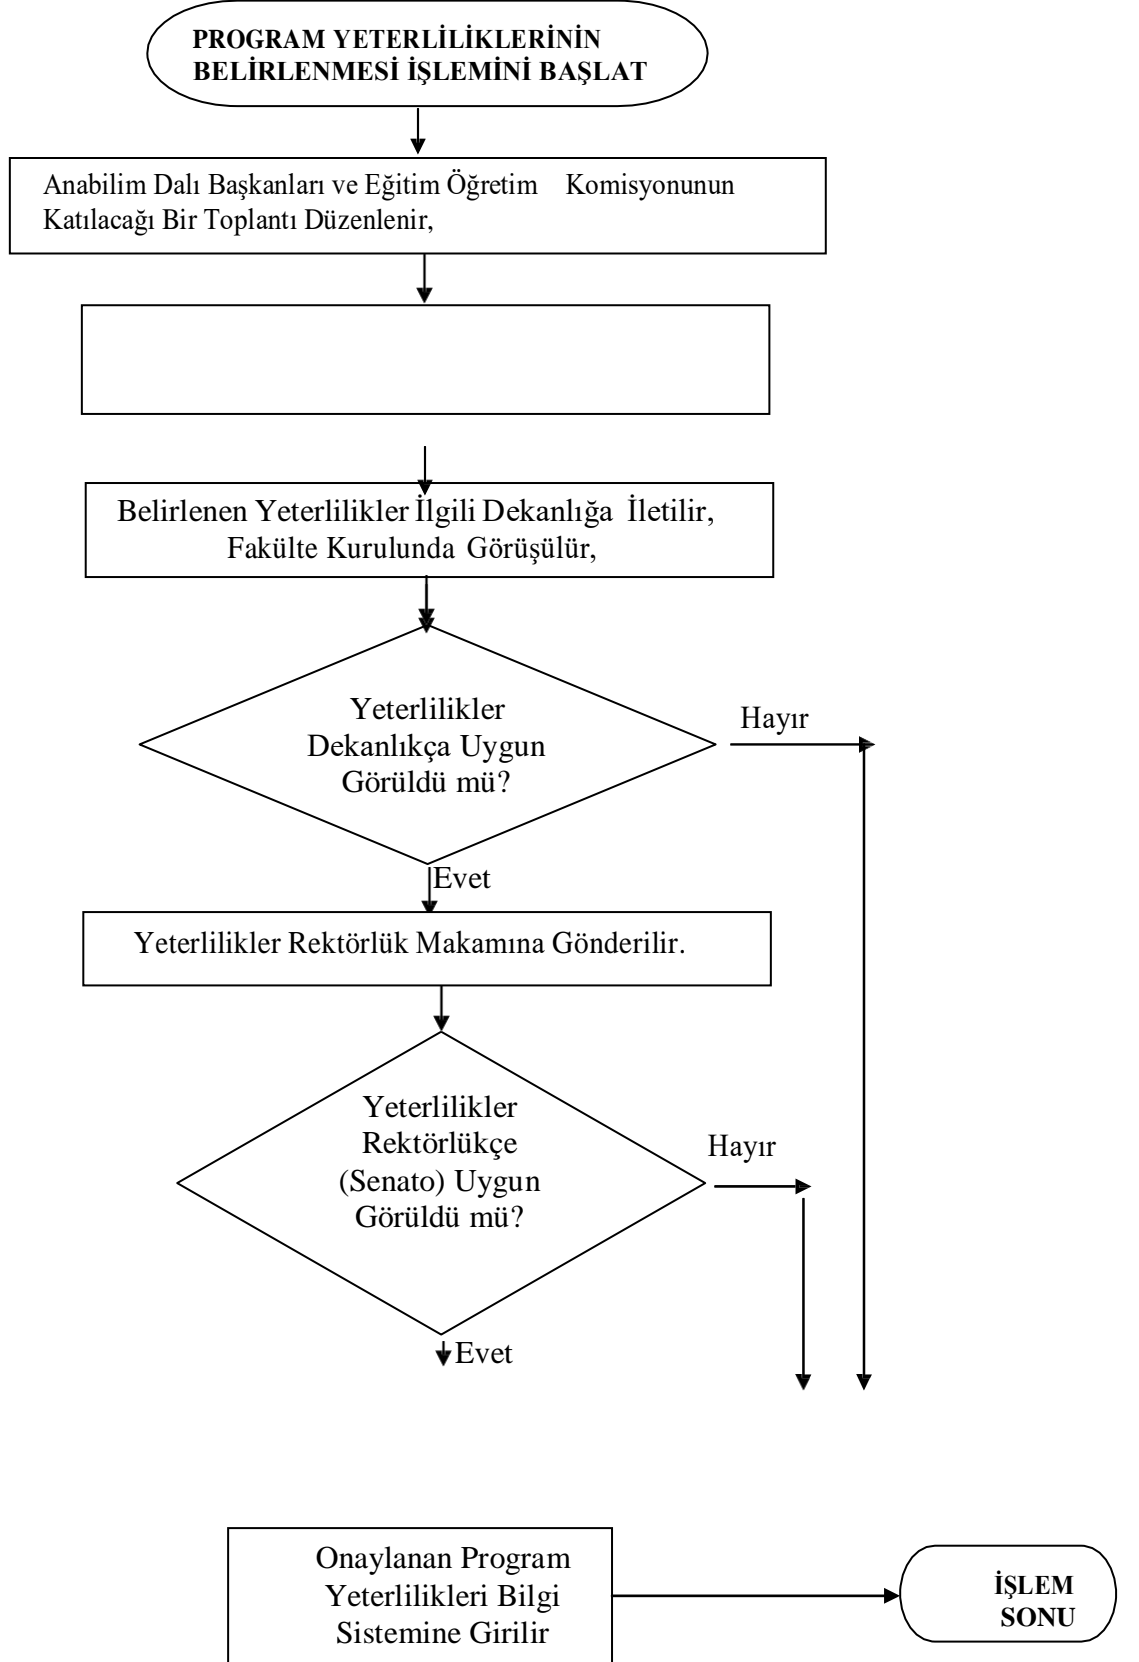 PROGRAM YETERLİLİKLERİNİN
BELİRLENMESİ İŞLEMİNİ BAŞLAT
Anabilim Dalı Başkanları ve Eğitim Öğretim Komisyonunun
Katılacağı Bir Toplantı Düzenlenir,
Belirlenen Yeterlilikler İlgili Dekanlığa İletilir,
Fakülte Kurulunda Görüşülür,
Yeterlilikler
Dekanlıkça Uygun
Görüldü mü?
Hayır
Evet
Yeterlilikler Rektörlük Makamına Gönderilir.
Yeterlilikler
Rektörlükçe
(Senato) Uygun
Görüldü mü?
Hayır
Evet
Onaylanan Program
Yeterlilikleri Bilgi
Sistemine Girilir
İŞLEM
SONU